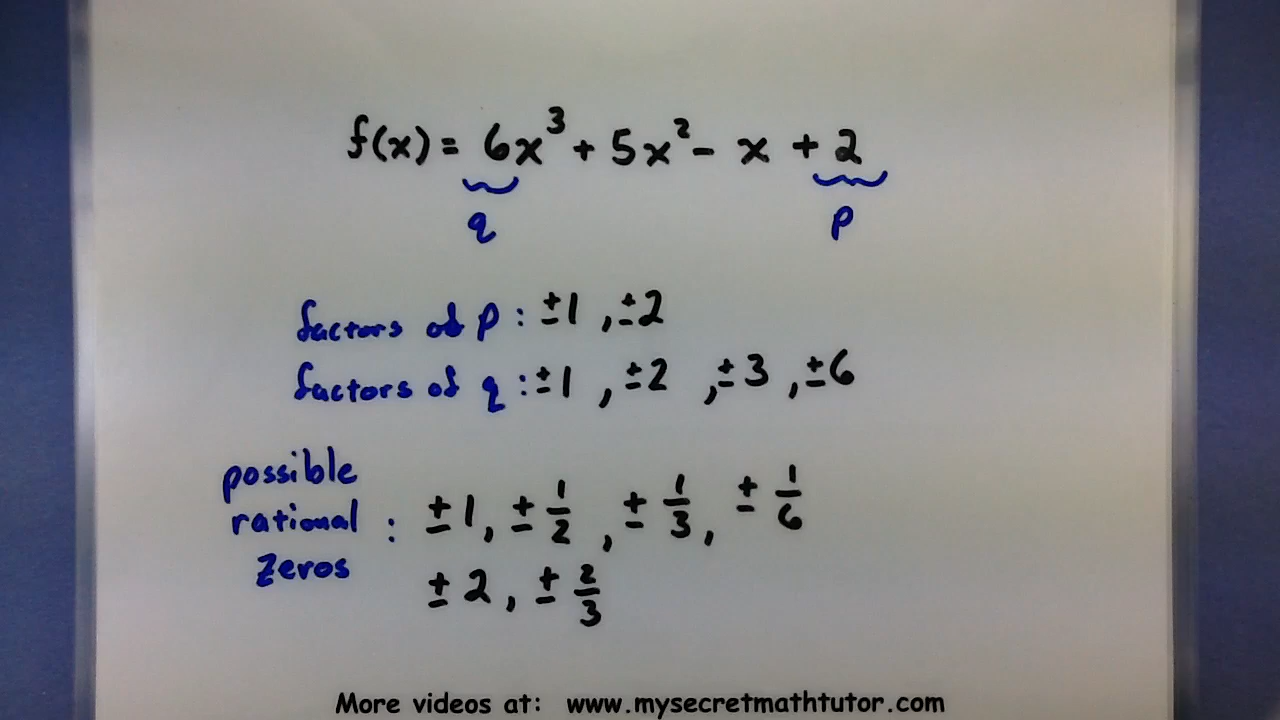 f(x) = 6x³ + 5x² - x + 2
q p
factors of p : ±1 , ±2
factors of q : ±1 , ±2 , ±3 , ±6
possible
rational : ±1, ±1/2 , ±1/3 , ±1/6
zeros ±2 , ±2/3
More videos at: www.mysecretmathtutor.com